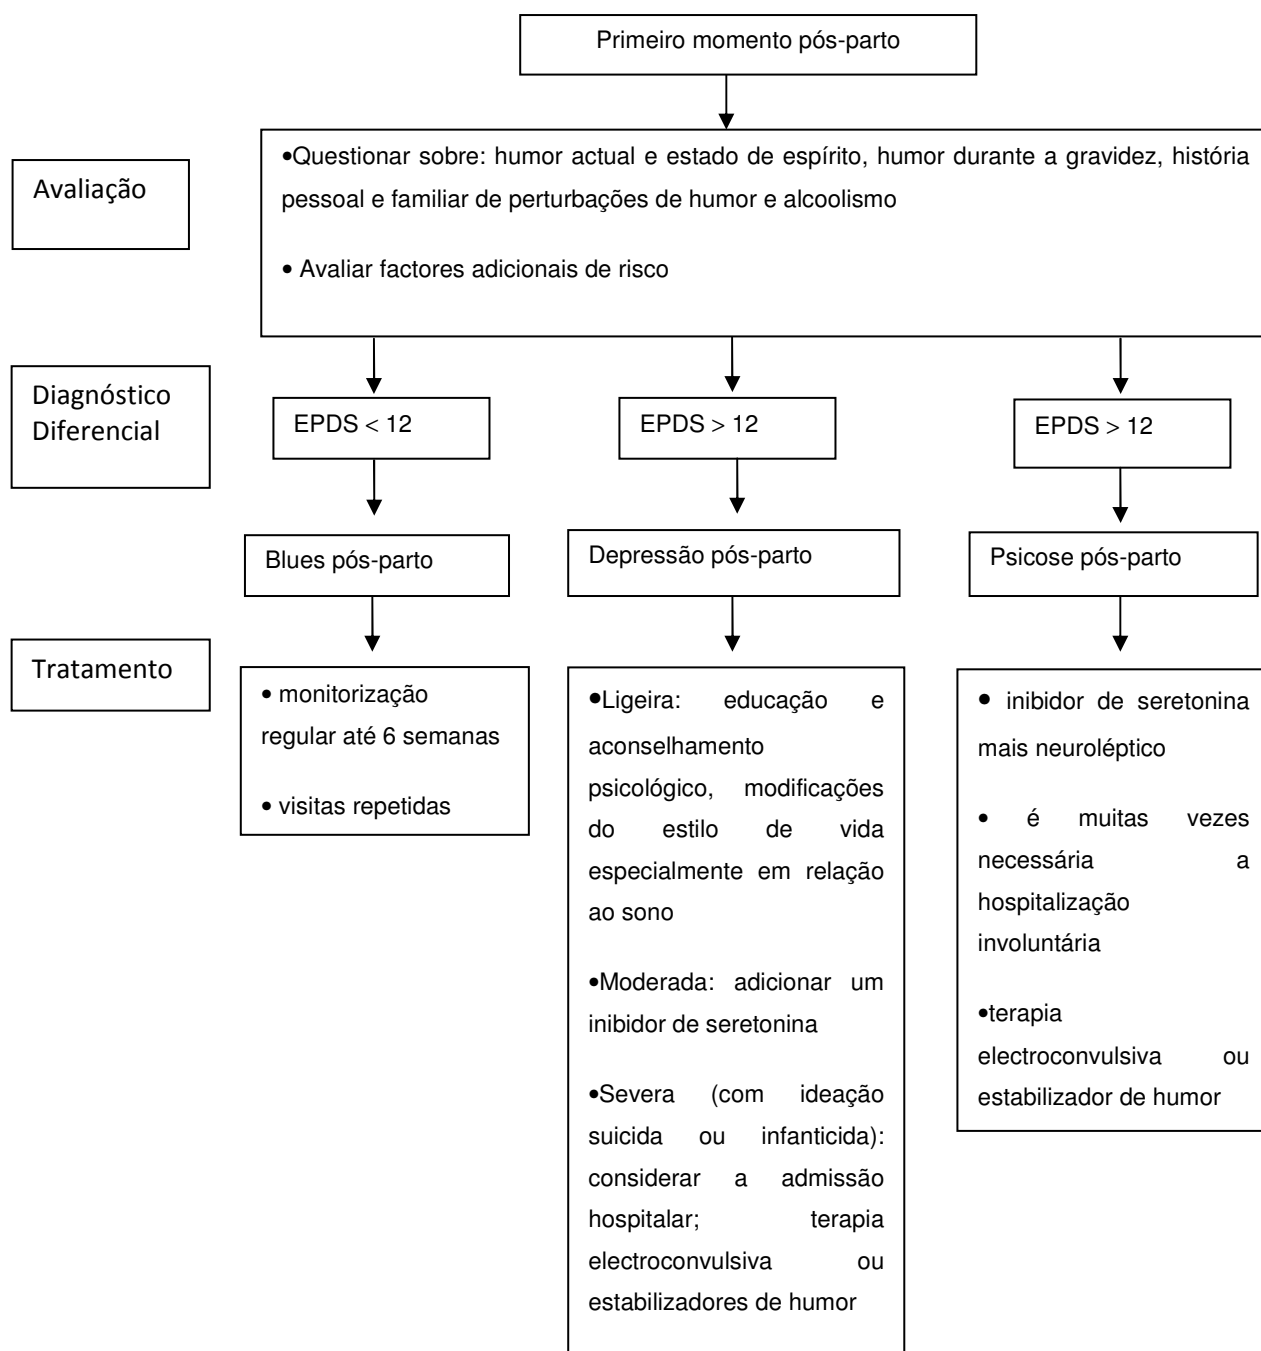 Primeiro momento pós-parto
Avaliação
•Questionar sobre: humor actual e estado de espírito, humor durante a gravidez, história
pessoal e familiar de perturbações de humor e alcoolismo
• Avaliar factores adicionais de risco
Diagnóstico
Diferencial
EPDS < 12
EPDS > 12
EPDS > 12
Blues pós-parto
Depressão pós-parto
Psicose pós-parto
Tratamento
• monitorização
regular até 6 semanas
• visitas repetidas
•Ligeira: educação e
aconselhamento
psicológico, modificações
do estilo de vida
especialmente em relação
ao sono
•Moderada: adicionar um
inibidor de seretonina
•Severa (com ideação
suicida ou infanticida):
considerar a admissão
hospitalar; terapia
electroconvulsiva ou
estabilizadores de humor
• inibidor de seretonina
mais neuroléptico
• é muitas vezes
necessária a
hospitalização
involuntária
•terapia
electroconvulsiva ou
estabilizador de humor